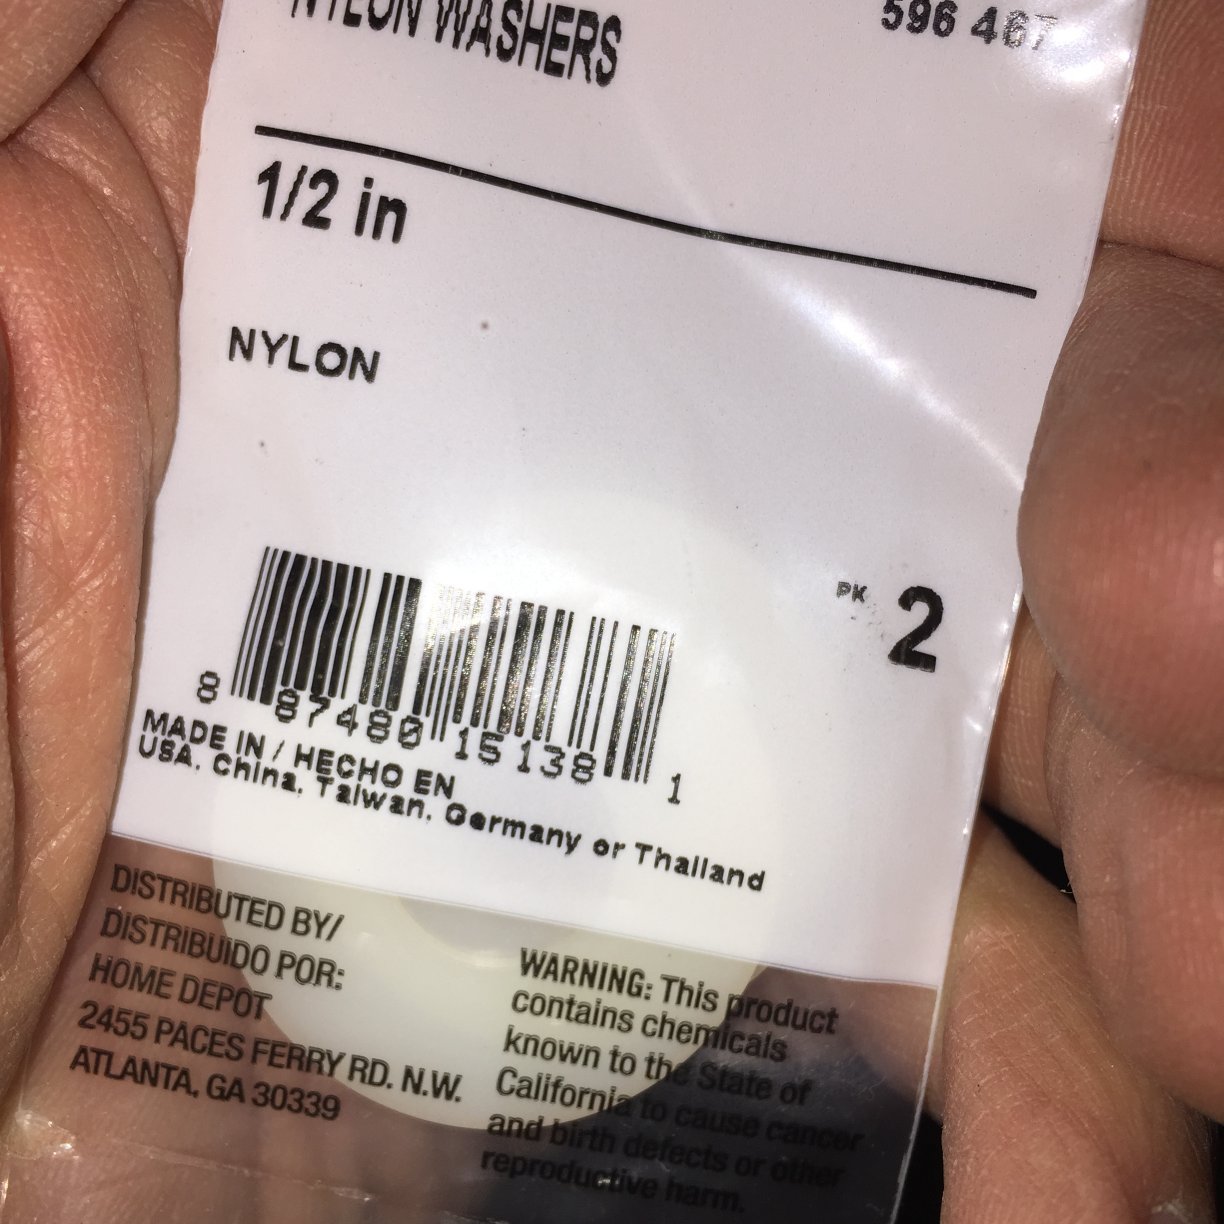 NYLON WASHERS
596 467
1/2 in
NYLON
PK 2
8 87480 15138 1
MADE IN / HECHO EN
USA, China, Taiwan, Germany or Thailand
DISTRIBUTED BY/
DISTRIBUIDO POR:
HOME DEPOT
2455 PACES FERRY RD. N.W.
ATLANTA, GA 30339
WARNING: This product
contains chemicals
known to the State of
California to cause cancer
and birth defects or other
reproductive harm.